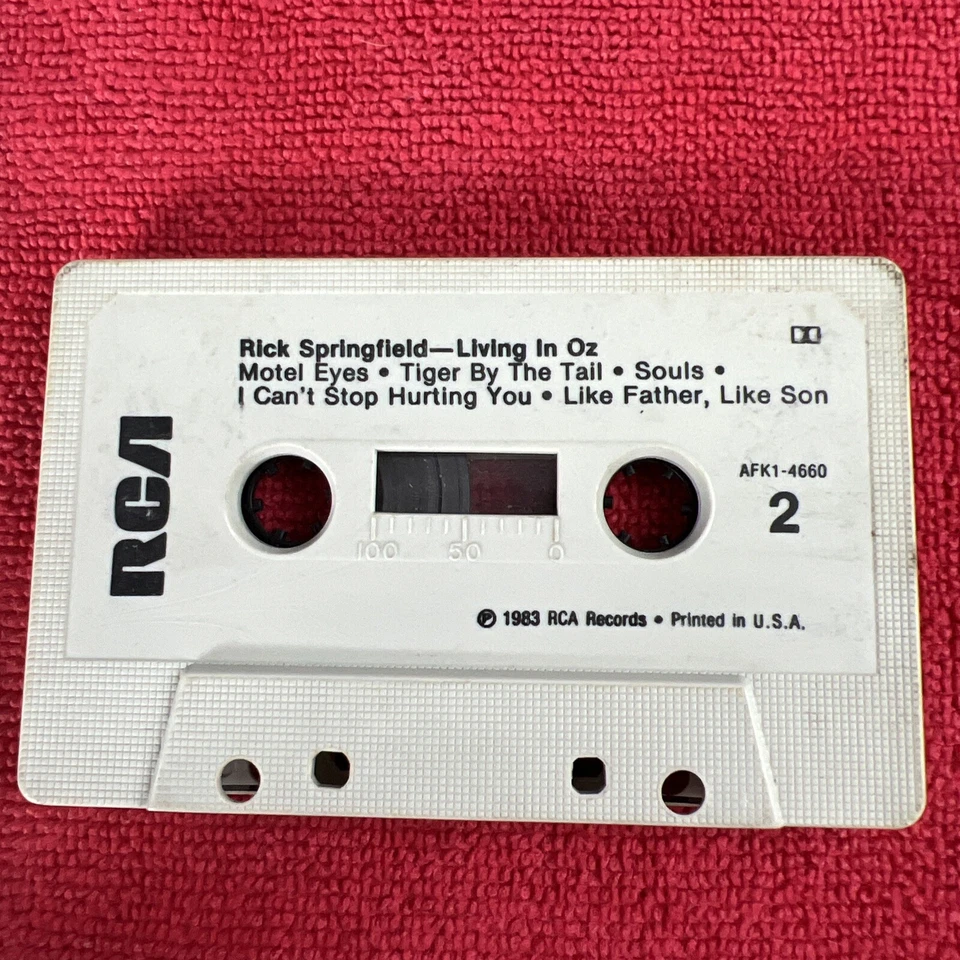 Rick Springfield—Living In Oz
Motel Eyes • Tiger By The Tail • Souls •
I Can't Stop Hurting You • Like Father, Like Son
RCA
AFK1-4660
2
100 50 0
℗ 1983 RCA Records • Printed in U.S.A.